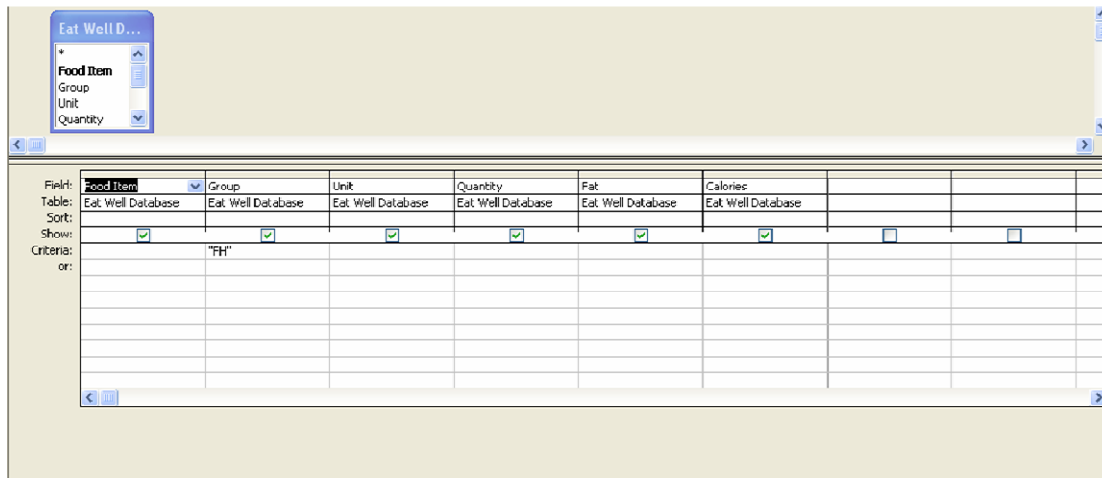 Eat Well D...
*
Food Item
Group
Unit
Quantity
Field: Food Item Group Unit Quantity Fat Calories
Table: Eat Well Database Eat Well Database Eat Well Database Eat Well Database Eat Well Database Eat Well Database
Sort:
Show:
Criteria: "FH"
or: